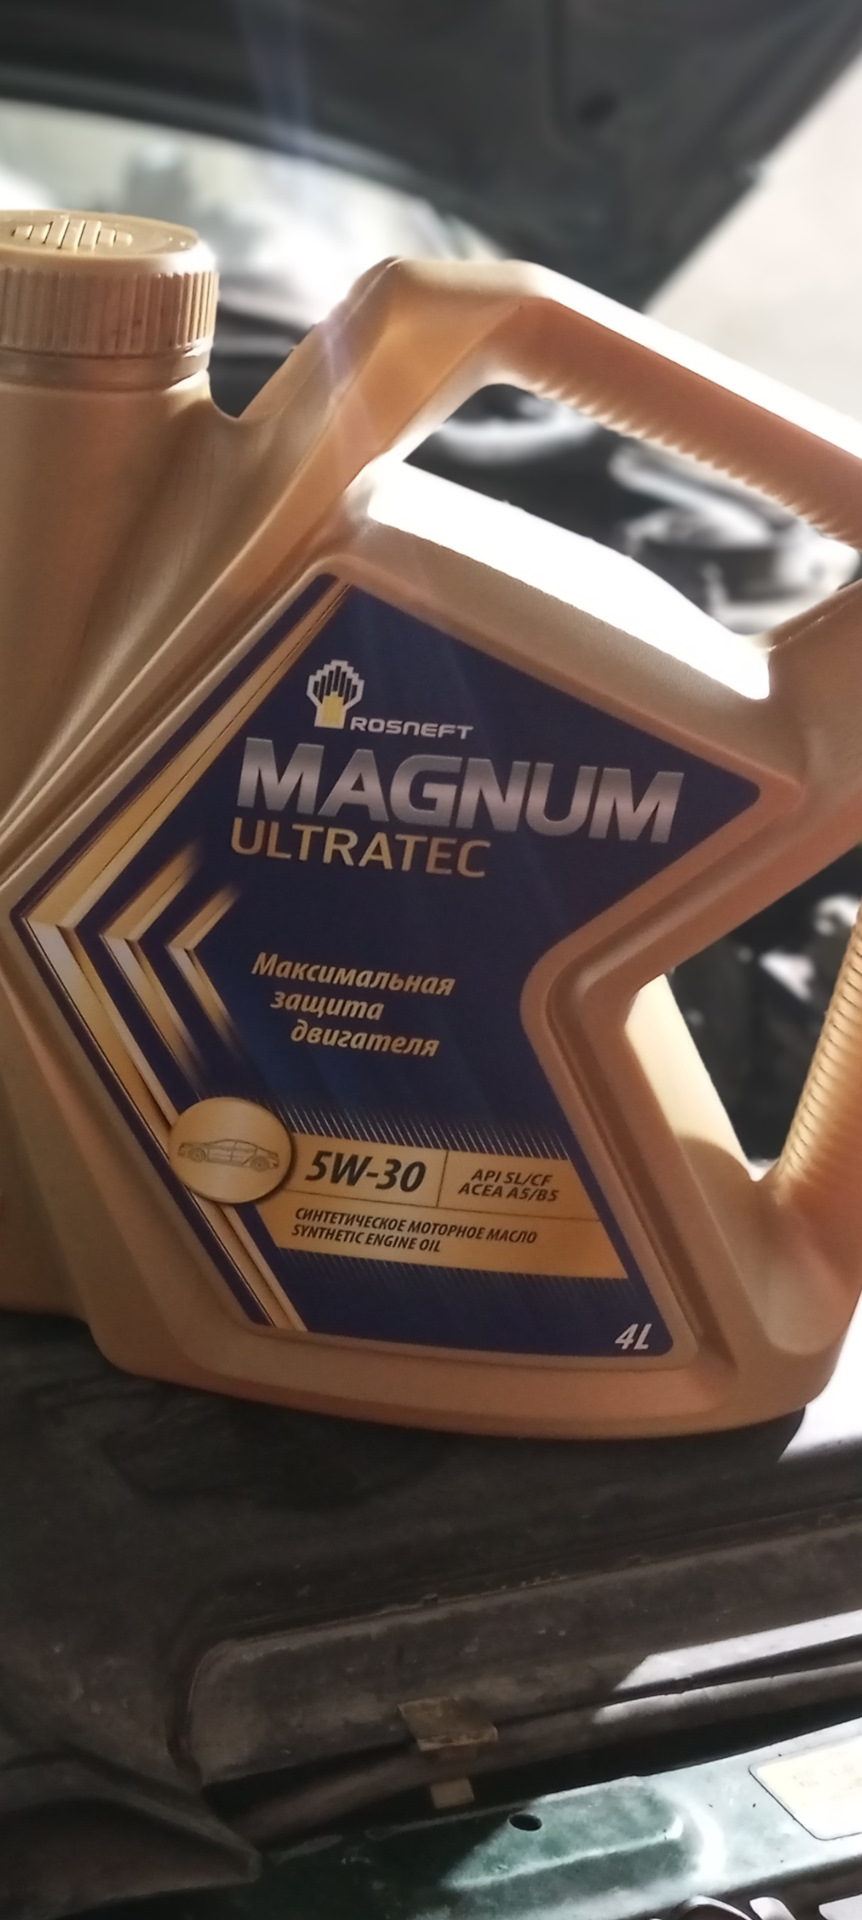 ROSNEFT
MAGNUM
ULTRATEC
Максимальная
защита
двигателя
5W-30
API SL/CF
ACEA A5/B5
СИНТЕТИЧЕСКОЕ МОТОРНОЕ МАСЛО
SYNTHETIC ENGINE OIL
4L